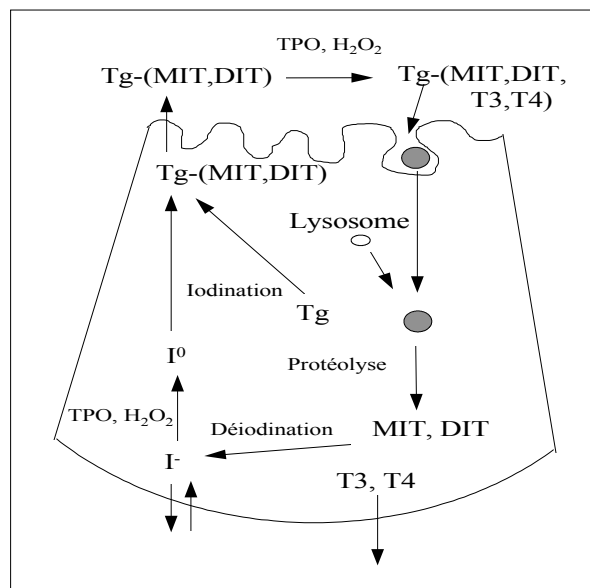 TPO, H₂O₂
Tg-(MIT,DIT)
Tg-(MIT,DIT,
T3,T4)
Tg-(MIT,DIT)
Lysosome
Iodination
Tg
I⁰
Protéolyse
TPO, H₂O₂
Déiodination
MIT, DIT
I⁻
T3, T4